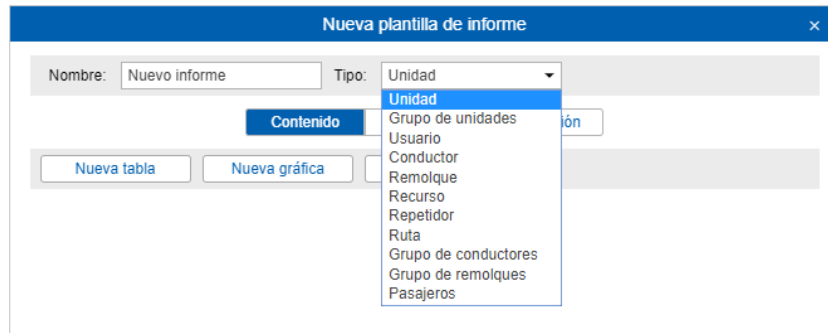 Nueva plantilla de informe ×
Nombre: Nuevo informe Tipo: Unidad
Unidad
Grupo de unidades
Usuario
Conductor
Remolque
Recurso
Repetidor
Ruta
Grupo de conductores
Grupo de remolques
Pasajeros
Contenido
Nueva tabla Nueva gráfica